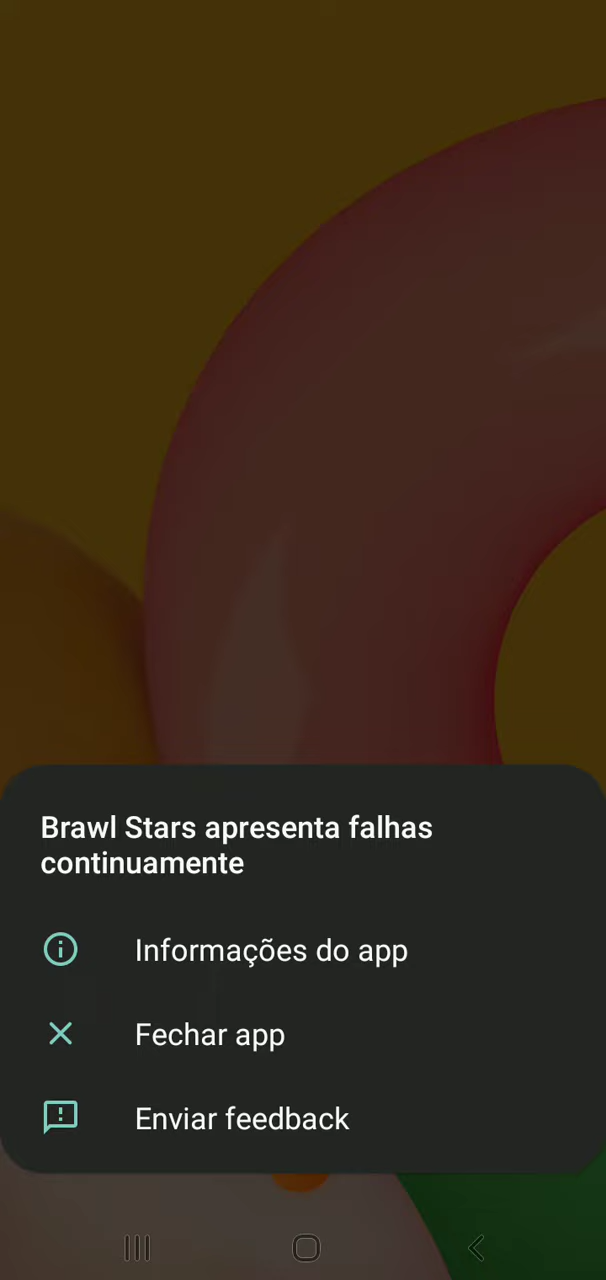 Brawl Stars apresenta falhas
continuamente
Informações do app
Fechar app
Enviar feedback